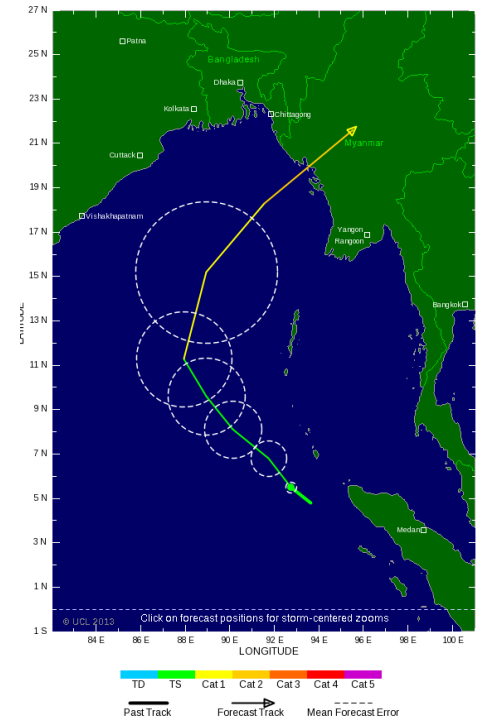 27 N
Patna
25 N
Bangladesh
Dhaka
23 N
Kolkata
Chittagong
21 N
Myanmar
Cuttack
19 N
Vishakhapatnam
17 N
Yangon
Rangoon
15 N
Bangkok
13 N
LATITUDE
11 N
9 N
7 N
5 N
Medan
3 N
1 N
© UCL 2013
Click on forecast positions for storm-centered zooms
1 S
84 E 86 E 88 E 90 E 92 E 94 E 96 E 98 E 100 E
LONGITUDE
TD TS Cat 1 Cat 2 Cat 3 Cat 4 Cat 5
Past Track Forecast Track Mean Forecast Error